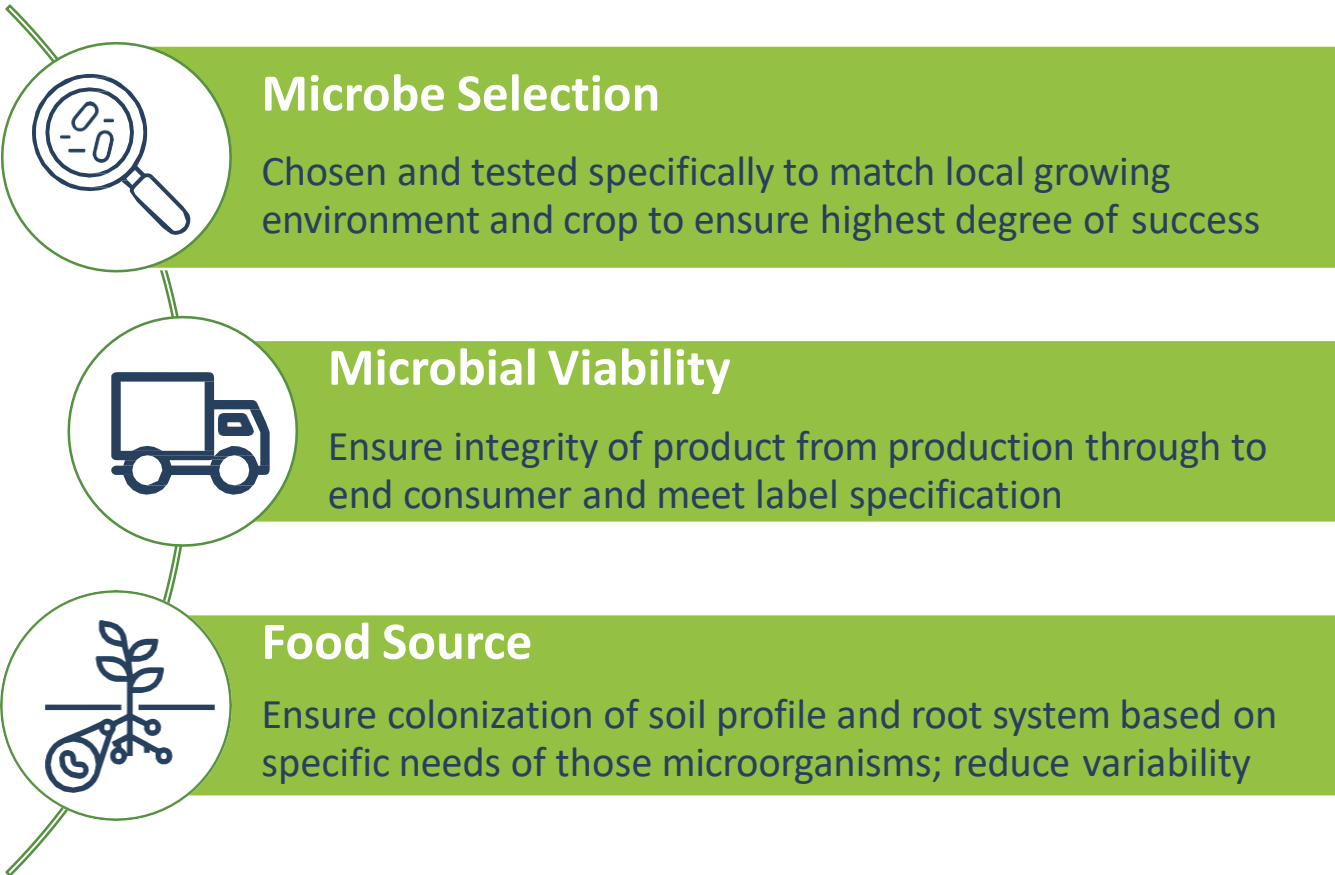 Microbe Selection
Chosen and tested specifically to match local growing
environment and crop to ensure highest degree of success
Microbial Viability
Ensure integrity of product from production through to
end consumer and meet label specification
Food Source
Ensure colonization of soil profile and root system based on
specific needs of those microorganisms; reduce variability